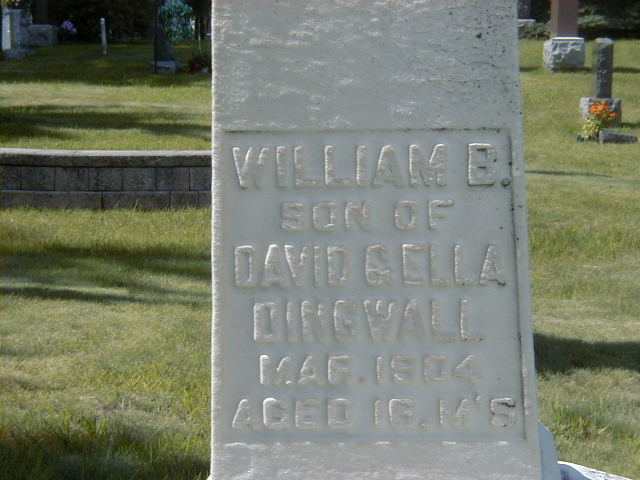 WILLIAM B.
SON OF
DAVID & ELLA
DINGWALL
MAR. 1904
AGED 16. M'S